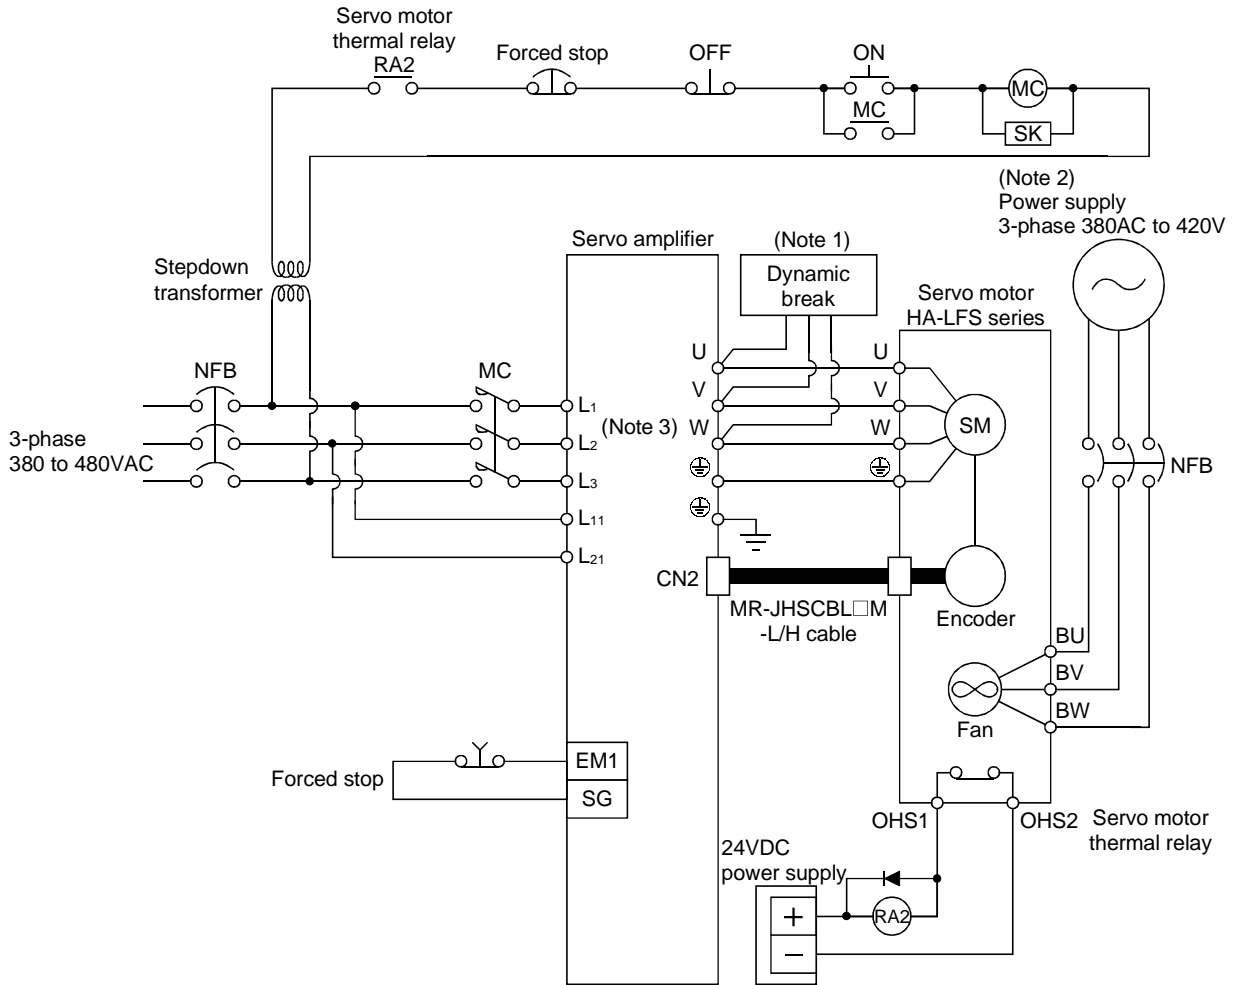 Servo motor
thermal relay
RA2
Forced stop
OFF
ON
MC
MC
SK
(Note 2)
Power supply
3-phase 380AC to 420V
Servo amplifier
(Note 1)
Dynamic
break
Stepdown
transformer
Servo motor
HA-LFS series
NFB
MC
U
V
W
U
V
W
SM
L1
(Note 3)
L2
L3
L11
L21
3-phase
380 to 480VAC
NFB
CN2
MR-JHSCBL□M
-L/H cable
Encoder
BU
BV
BW
Fan
Forced stop
EM1
SG
OHS1
OHS2
Servo motor
thermal relay
24VDC
power supply
+
RA2
−